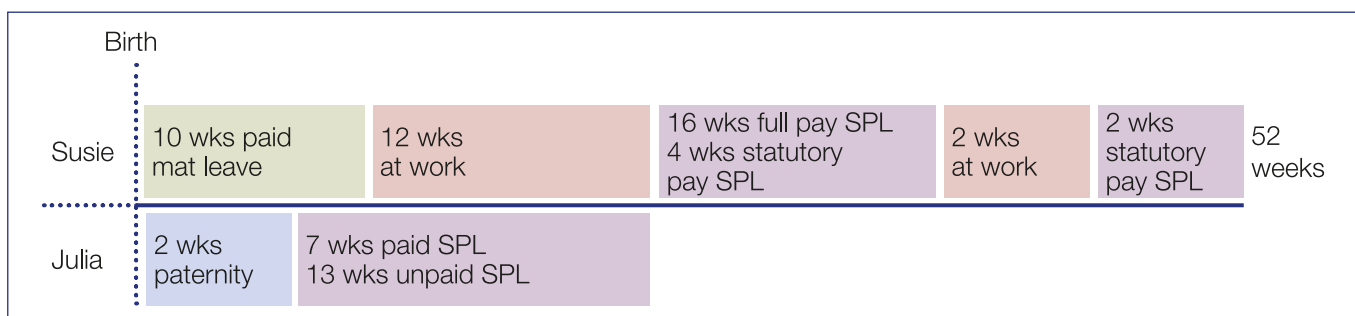 Birth
Susie
10 wks paid
mat leave
12 wks
at work
16 wks full pay SPL
4 wks statutory
pay SPL
2 wks
at work
2 wks
statutory
pay SPL
52
weeks
Julia
2 wks
paternity
7 wks paid SPL
13 wks unpaid SPL